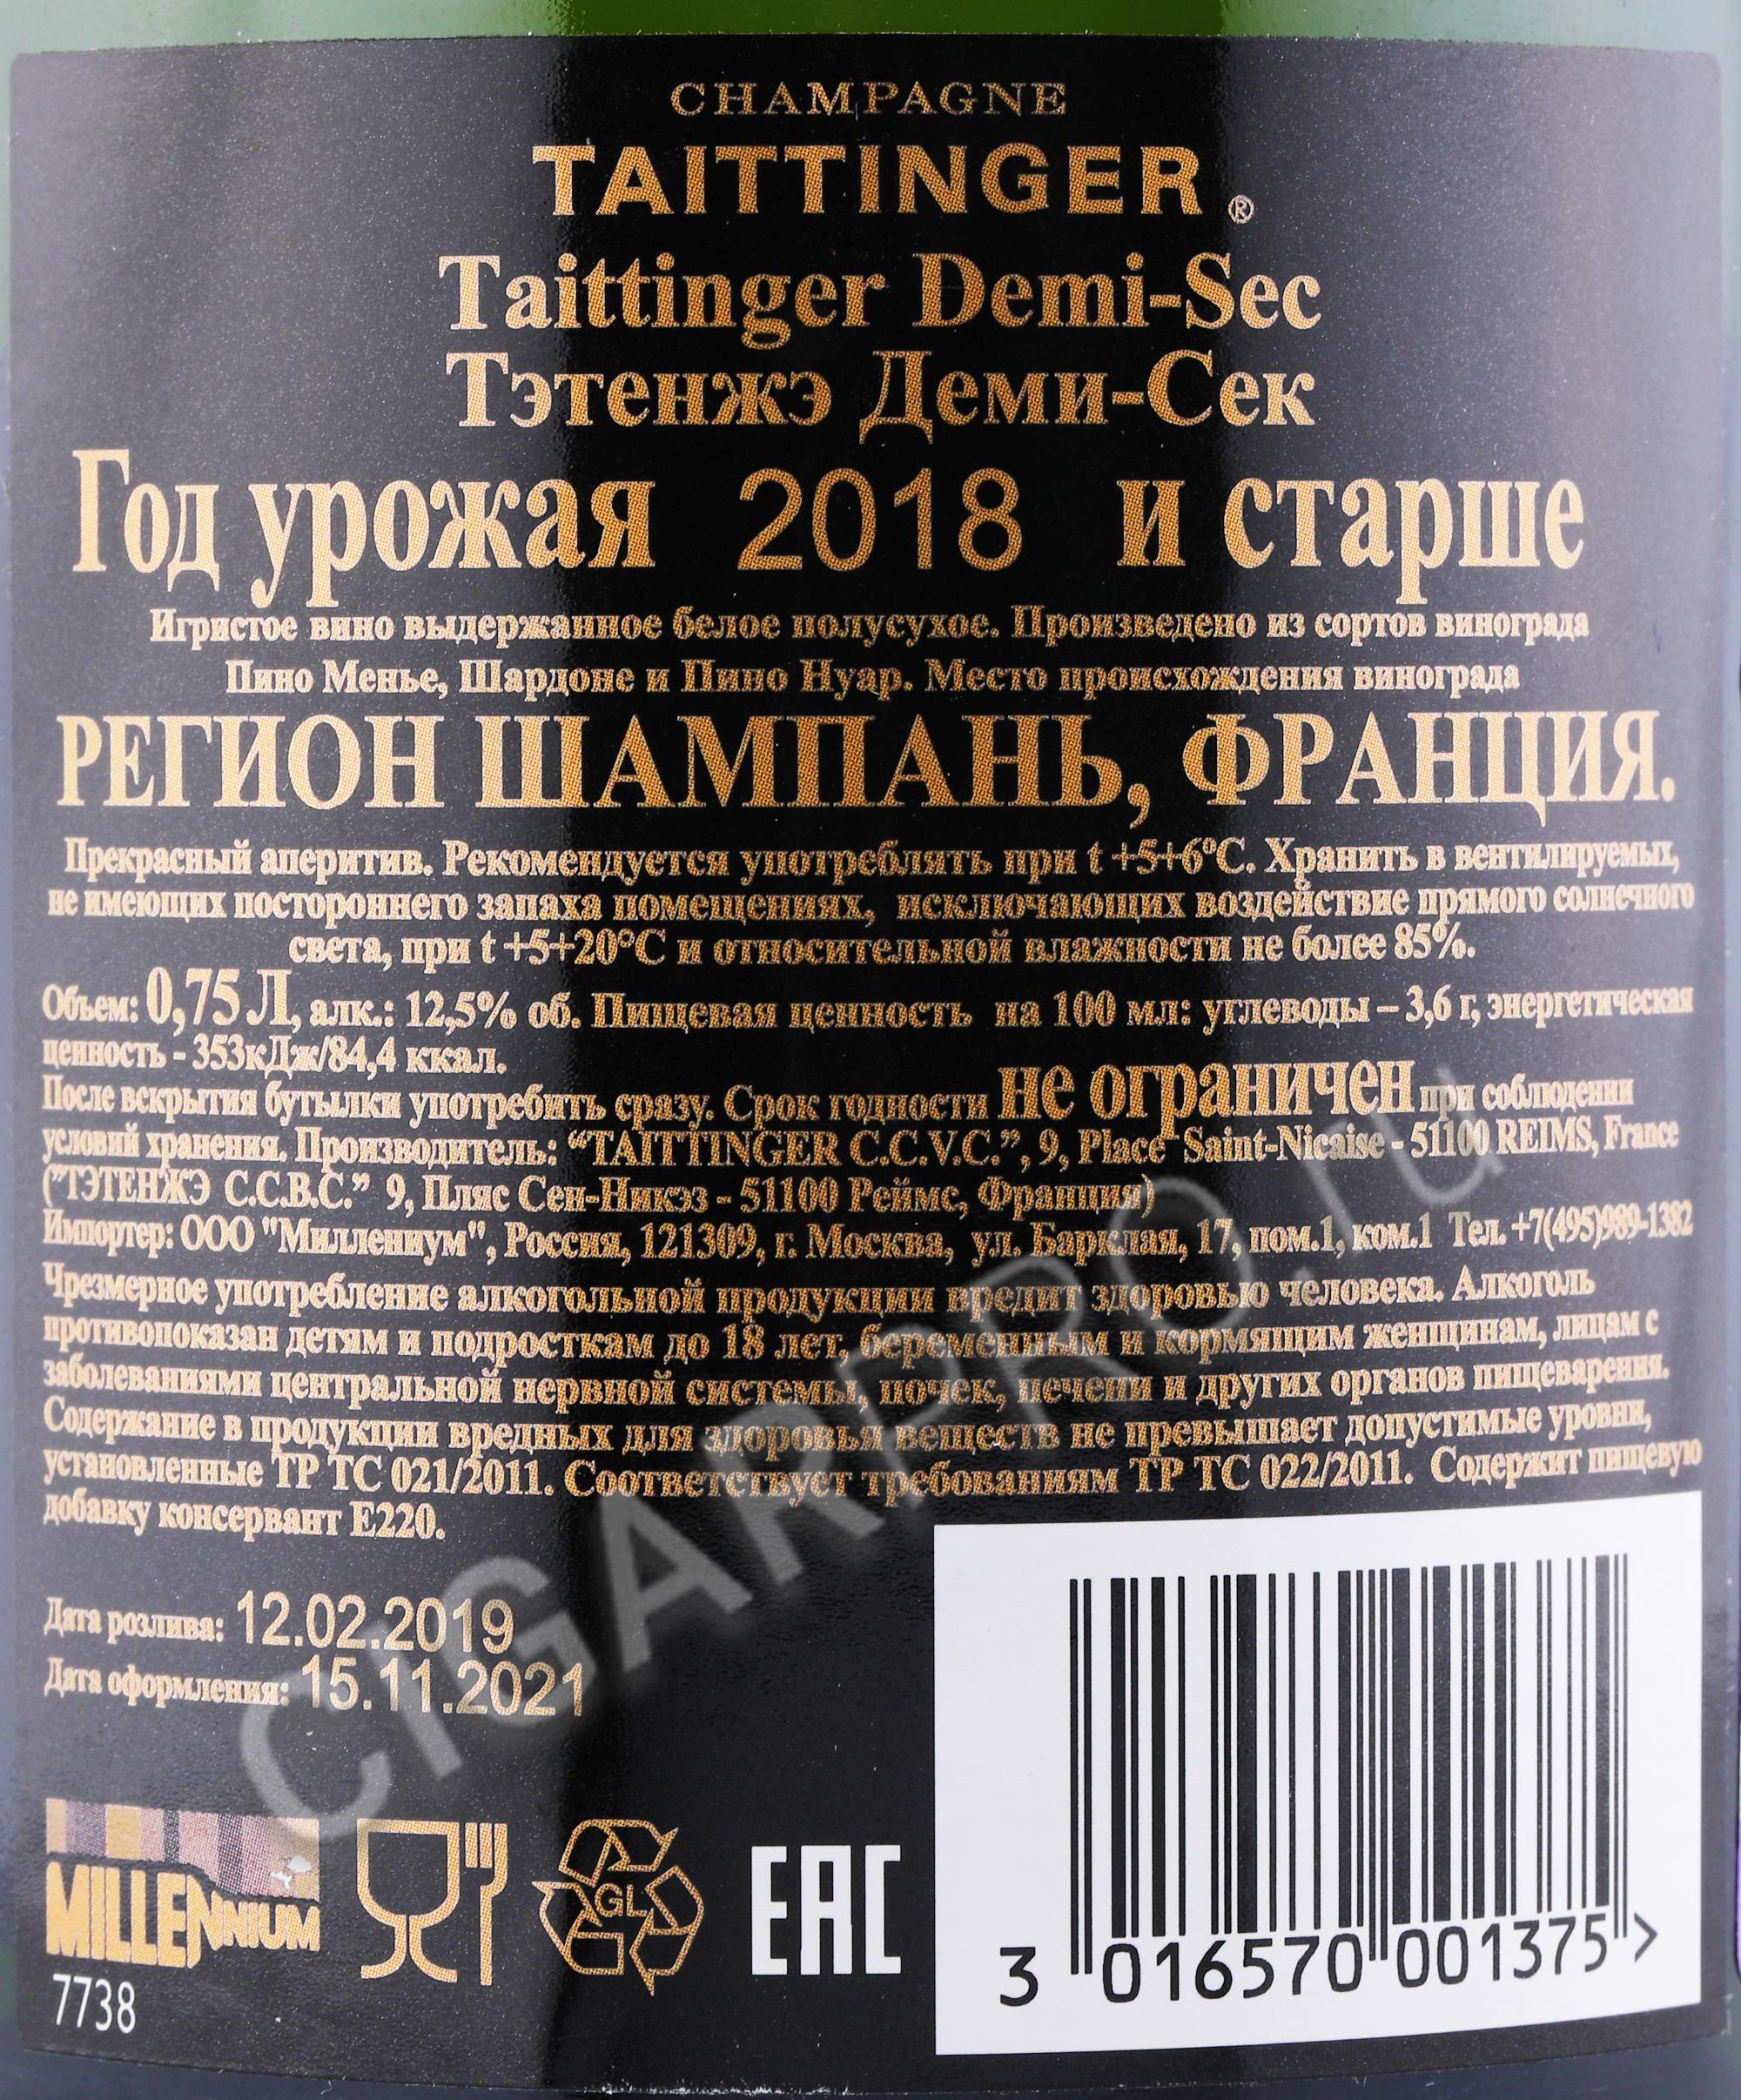 CHAMPAGNE
TAITTINGER®
Taittinger Demi-Sec
Тэтенжэ Деми-Сек
Год урожая 2018 и старше
Игристое вино выдержанное белое полусухое. Произведено из сортов винограда
Пино Менье, Шардоне и Пино Нуар. Место происхождения винограда
РЕГИОН ШАМПАНЬ, ФРАНЦИЯ.
Прекрасный аперитив. Рекомендуется употреблять при t +5+6°C. Хранить в вентилируемых,
не имеющих постороннего запаха помещениях, исключающих воздействие прямого солнечного
света, при t +5+20°C и относительной влажности не более 85%.
Объем: 0,75 Л, алк.: 12,5% об. Пищевая ценность на 100 мл: углеводы – 3,6 г, энергетическая
ценность - 353кДж/84,4 ккал.
После вскрытия бутылки употребить сразу. Срок годности не ограничен при соблюдении
условий хранения. Производитель: “TAITTINGER C.C.V.C.”, 9, Place Saint-Nicaise - 51100 REIMS, France
(”ТЭТЕНЖЭ С.С.В.С.” 9, Пляс Сен-Никэз - 51100 Реймс, Франция)
Импортер: ООО "Миллениум", Россия, 121309, г. Москва, ул. Барклая, 17, пом.1, ком.1 Тел. +7(495)989-1382
Чрезмерное употребление алкогольной продукции вредит здоровью человека. Алкоголь
противопоказан детям и подросткам до 18 лет, беременным и кормящим женщинам, лицам с
заболеваниями центральной нервной системы, почек, печени и других органов пищеварения.
Содержание в продукции вредных для здоровья веществ не превышает допустимые уровни,
установленные ТР ТС 021/2011. Соответствует требованиям ТР ТС 022/2011. Содержит пищевую
добавку консервант Е220.
Дата розлива: 12.02.2019
Дата оформления: 15.11.2021
MILLENNIUM
7738
GL
EAC
3 016570 001375 >
CIGARPRO.ru